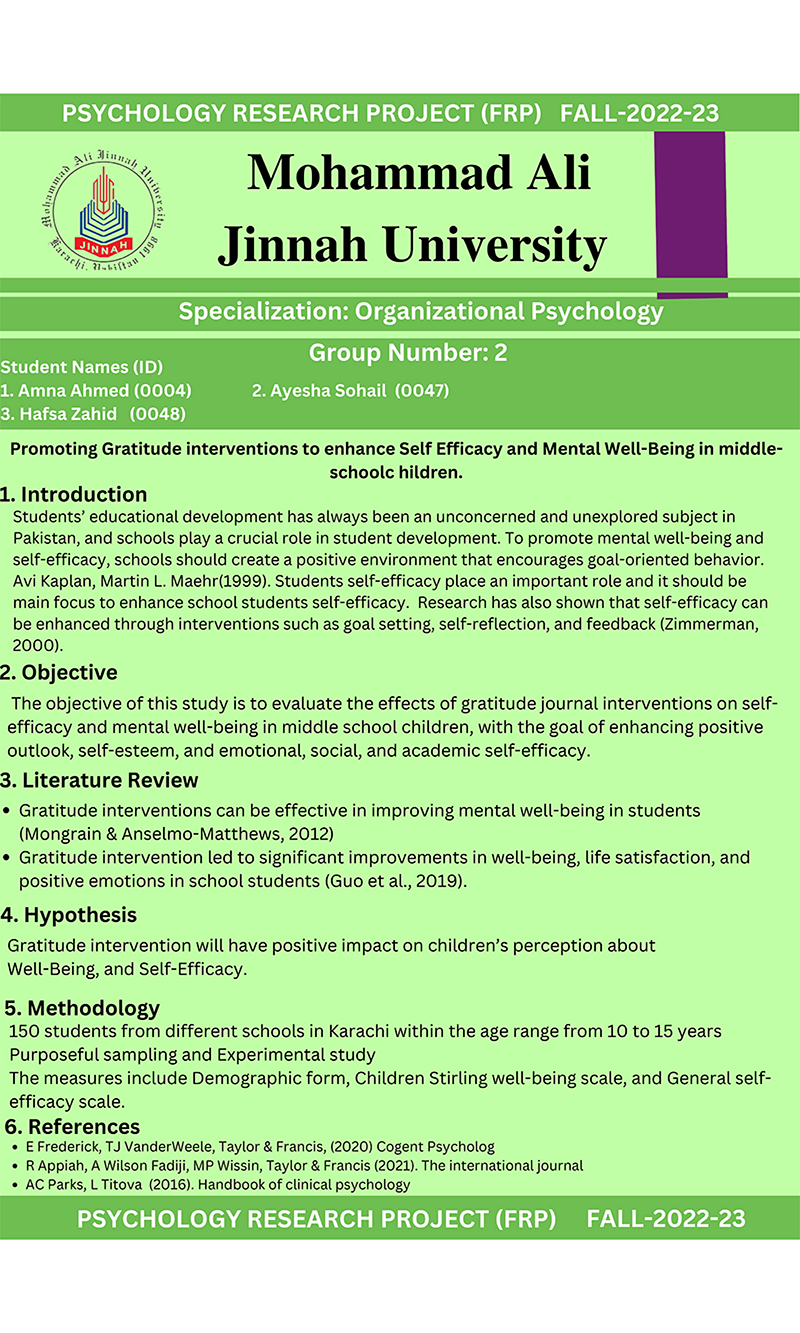 PSYCHOLOGY RESEARCH PROJECT (FRP) FALL-2022-23
Mohammad Ali Jinnah University
Karachi, Pakistan 1998
JINNAH
Mohammad Ali
Jinnah University
Specialization: Organizational Psychology
Group Number: 2
Student Names (ID)
1. Amna Ahmed (0004) 2. Ayesha Sohail (0047)
3. Hafsa Zahid (0048)
Promoting Gratitude interventions to enhance Self Efficacy and Mental Well-Being in middle-
schoolc hildren.
1. Introduction
Students’ educational development has always been an unconcerned and unexplored subject in
Pakistan, and schools play a crucial role in student development. To promote mental well-being and
self-efficacy, schools should create a positive environment that encourages goal-oriented behavior.
Avi Kaplan, Martin L. Maehr(1999). Students self-efficacy place an important role and it should be
main focus to enhance school students self-efficacy. Research has also shown that self-efficacy can
be enhanced through interventions such as goal setting, self-reflection, and feedback (Zimmerman,
2000).
2. Objective
The objective of this study is to evaluate the effects of gratitude journal interventions on self-
efficacy and mental well-being in middle school children, with the goal of enhancing positive
outlook, self-esteem, and emotional, social, and academic self-efficacy.
3. Literature Review
• Gratitude interventions can be effective in improving mental well-being in students
(Mongrain & Anselmo-Matthews, 2012)
• Gratitude intervention led to significant improvements in well-being, life satisfaction, and
positive emotions in school students (Guo et al., 2019).
4. Hypothesis
Gratitude intervention will have positive impact on children’s perception about
Well-Being, and Self-Efficacy.
5. Methodology
150 students from different schools in Karachi within the age range from 10 to 15 years
Purposeful sampling and Experimental study
The measures include Demographic form, Children Stirling well-being scale, and General self-
efficacy scale.
6. References
• E Frederick, TJ VanderWeele, Taylor & Francis, (2020) Cogent Psycholog
• R Appiah, A Wilson Fadiji, MP Wissin, Taylor & Francis (2021). The international journal
• AC Parks, L Titova (2016). Handbook of clinical psychology
PSYCHOLOGY RESEARCH PROJECT (FRP) FALL-2022-23